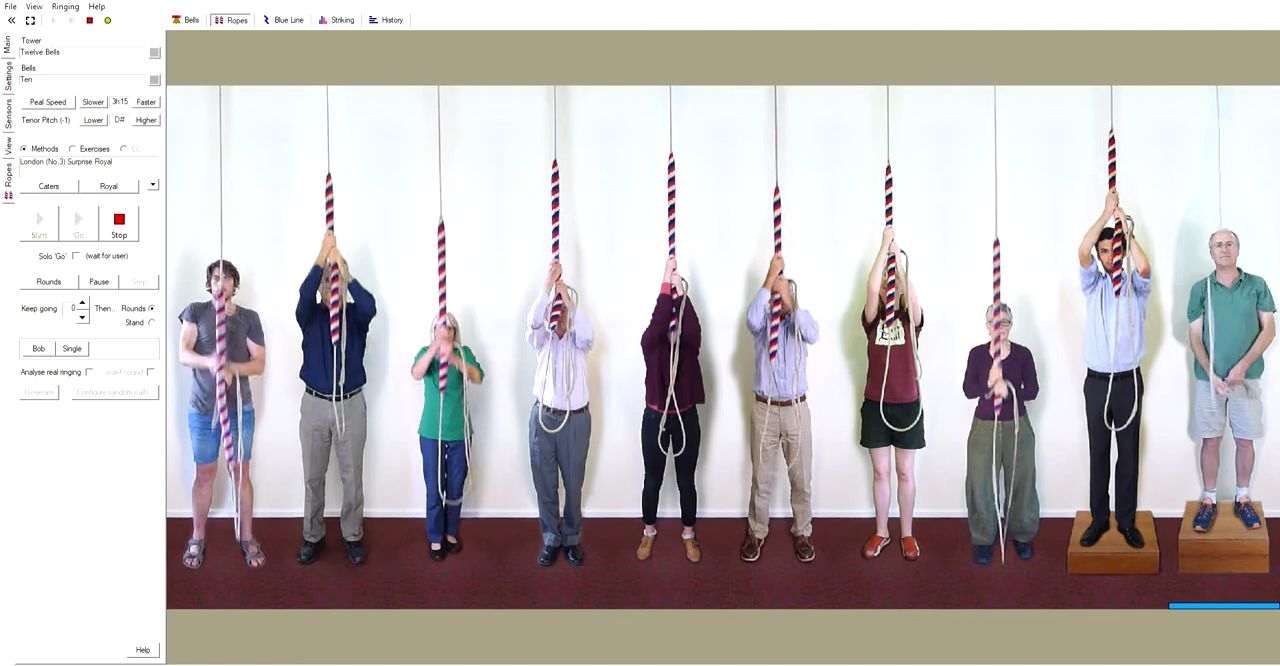 File View Ringing Help
Bells Ropes Blue Line Striking History
Main
Settings
Sensors
View
Ropes
Tower
Twelve Bells
Bells
Ten
Peal Speed Slower 3h15 Faster
Tenor Pitch (-1) Lower D# Higher
Methods Exercises
London (No.3) Surprise Royal
Caters Royal
Start Go Stop
Solo 'Go' (wait for user)
Rounds Pause Step
Keep going 0 Then... Rounds
Stand
Bob Single
Analyse real ringing want round
Generate Configure random calls
Help